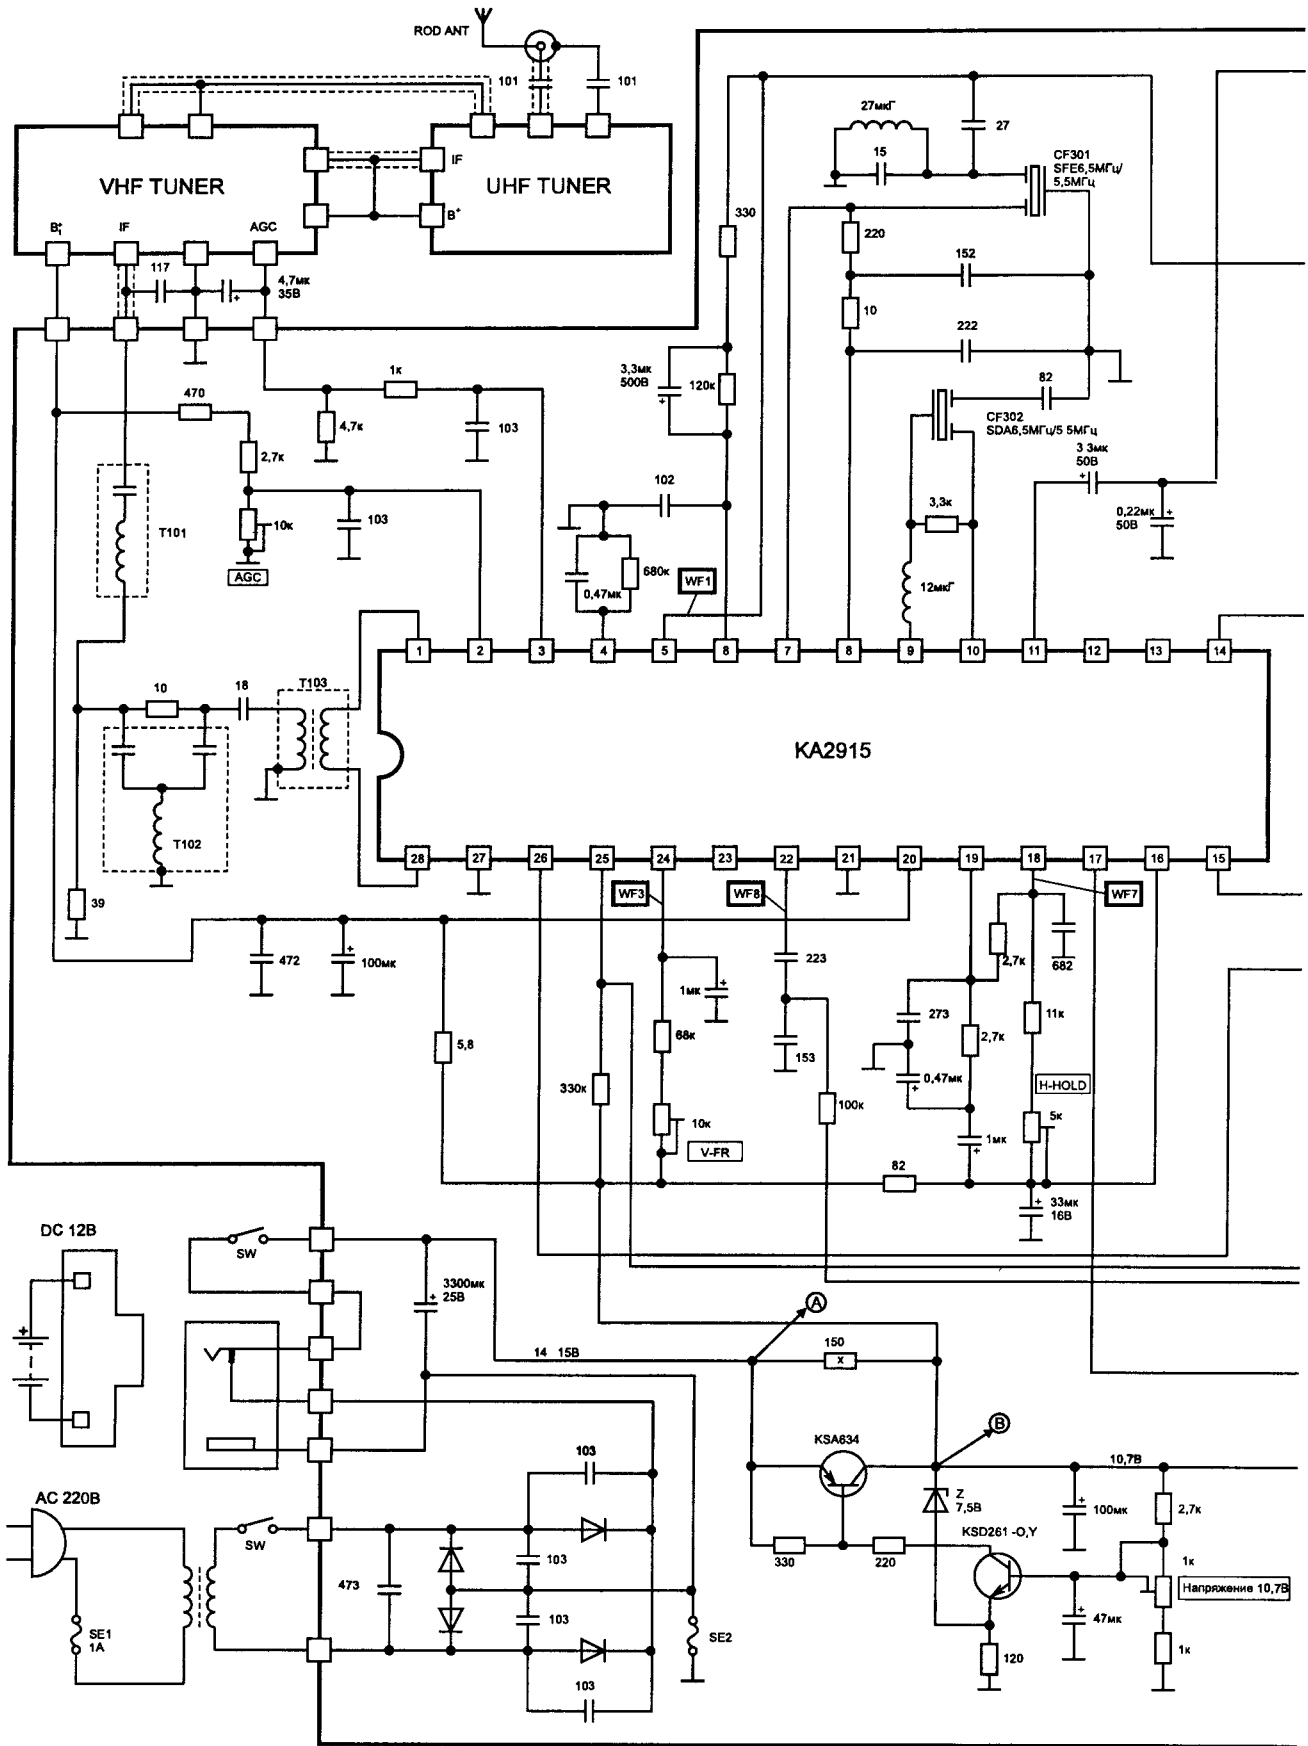 ROD ANT
101
101
27мкГ
15
27
CF301
SFE6,5МГц/
5,5МГц
VHF TUNER
UHF TUNER
IF
B+
B1+
IF
AGC
117
4,7мк
35В
330
220
152
10
222
470
1к
3,3мк
500В
120к
82
4,7к
103
CF302
SDA6,5МГц/5 5МГц
2,7к
3 3мк
50В
102
T101
10к
103
3,3к
0,22мк
50В
AGC
680к
0,47мк
WF1
12мкГ
1
2
3
4
5
6
7
8
9
10
11
12
13
14
10
18
T103
KA2915
T102
28
27
26
25
24
23
22
21
20
19
18
17
16
15
39
WF3
WF8
WF7
472
100мк
1мк
223
2,7к
682
273
11к
5,8
68к
153
2,7к
330к
0,47мк
H-HOLD
10к
100к
5к
V-FR
1мк
82
33мк
16В
DC 12В
SW
3300мк
25В
A
14 15В
150
x
B
KSA634
10,7В
103
Z
7,5В
100мк
2,7к
AC 220В
KSD261 -O,Y
SW
103
330
220
1к
473
Напряжение 10,7В
103
47мк
SE1
1А
SE2
120
1к
103